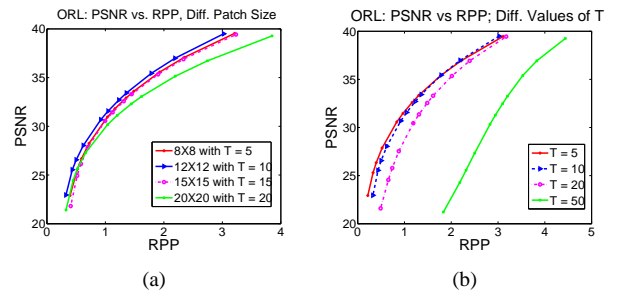 ORL: PSNR vs. RPP, Diff. Patch Size
40
35
30
25
20
PSNR
0
1
2
3
4
RPP
8X8 with T = 5
12X12 with T = 10
15X15 with T = 15
20X20 with T = 20
(a)
ORL: PSNR vs RPP; Diff. Values of T
40
35
30
25
20
PSNR
0
1
2
3
4
5
RPP
T = 5
T = 10
T = 20
T = 50
(b)